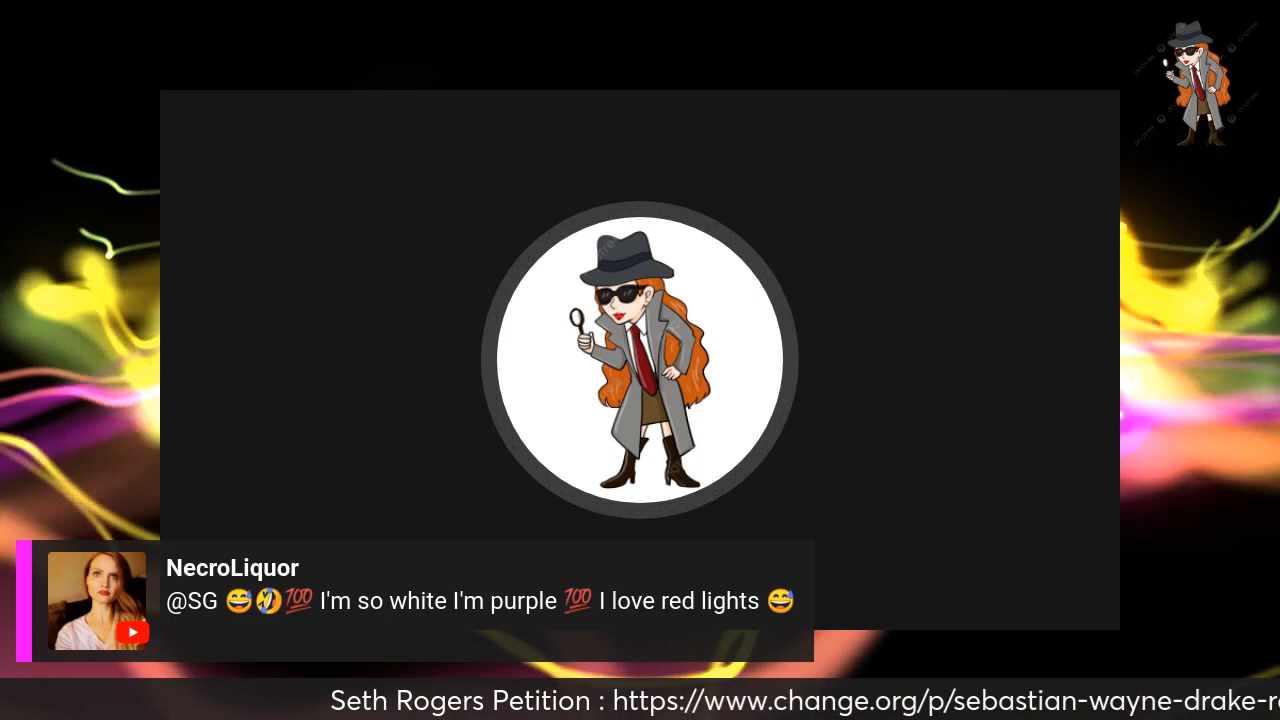 NecroLiquor
@SG 😅🤣💯 I'm so white I'm purple 💯 I love red lights 😅
Seth Rogers Petition : https://www.change.org/p/sebastian-wayne-drake-r